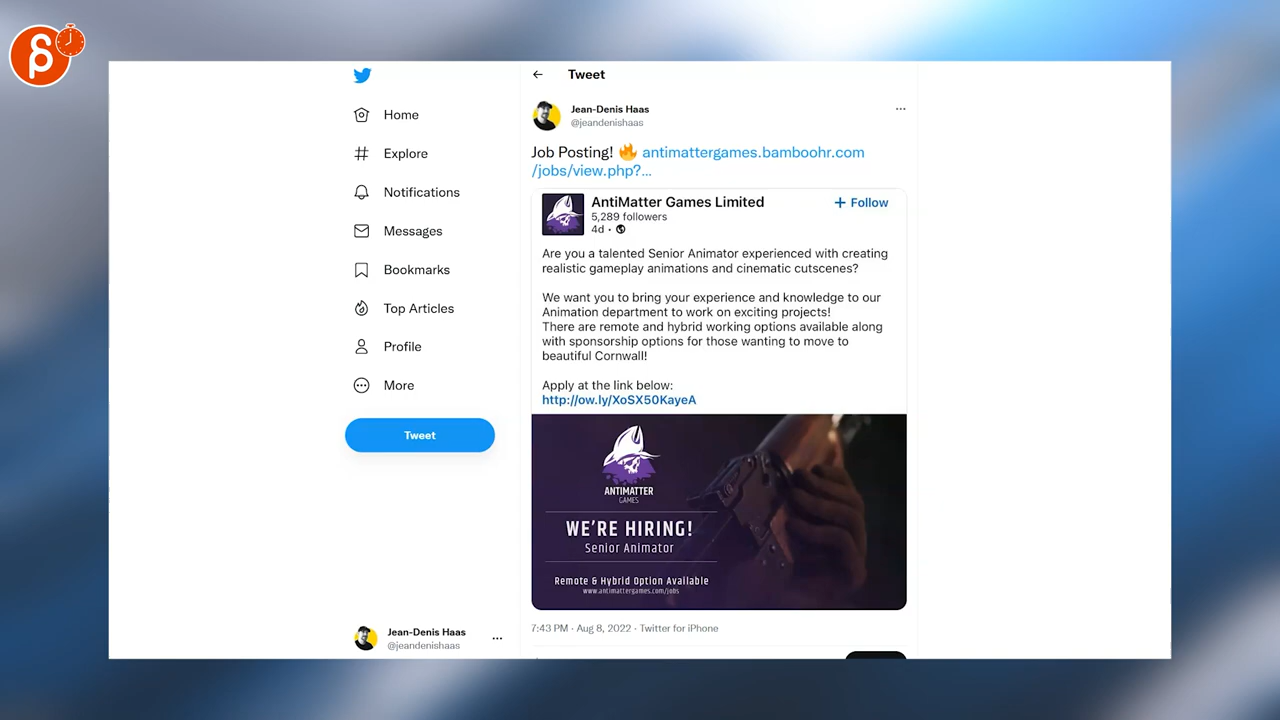 Home
Explore
Notifications
Messages
Bookmarks
Top Articles
Profile
More
Tweet
Jean-Denis Haas
@jeandenishaas
Tweet
Jean-Denis Haas
@jeandenishaas
Job Posting! 🔥 antimattergames.bamboohr.com
/jobs/view.php?...
AntiMatter Games Limited
+ Follow
5,289 followers
4d •
Are you a talented Senior Animator experienced with creating
realistic gameplay animations and cinematic cutscenes?
We want you to bring your experience and knowledge to our
Animation department to work on exciting projects!
There are remote and hybrid working options available along
with sponsorship options for those wanting to move to
beautiful Cornwall!
Apply at the link below:
http://ow.ly/XoSX50KayeA
ANTIMATTER
GAMES
WE'RE HIRING!
Senior Animator
Remote & Hybrid Option Available
www.antimattergames.com/jobs
7:43 PM · Aug 8, 2022 · Twitter for iPhone